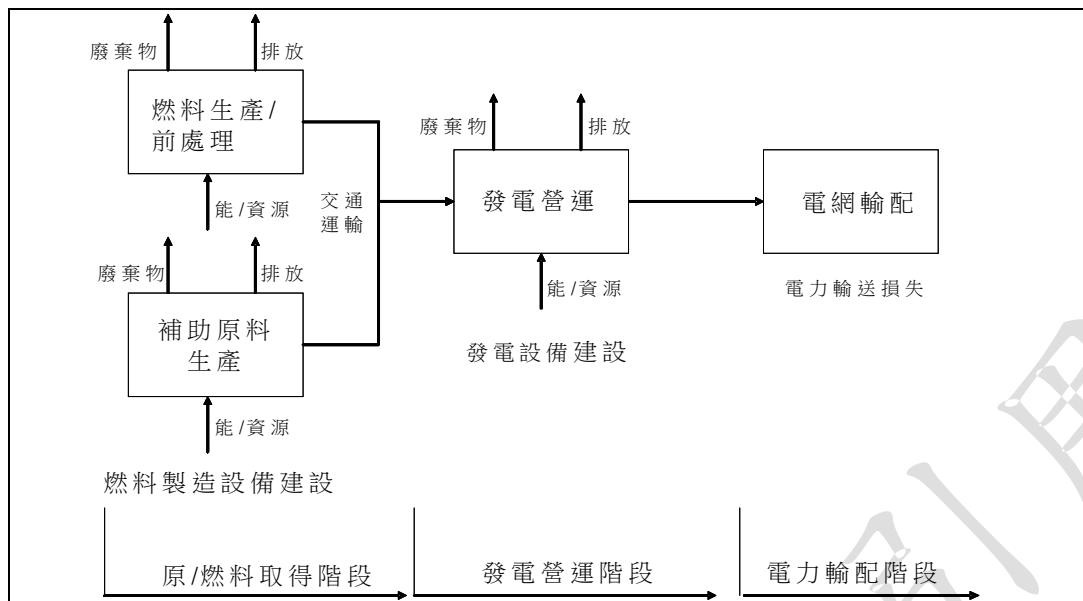 廢棄物
排放
燃料生產/
前處理
能/資源
廢棄物
排放
補助原料
生產
能/資源
燃料製造設備建設
交通
運輸
廢棄物
排放
發電營運
能/資源
發電設備建設
電網輸配
電力輸送損失
原/燃料取得階段
發電營運階段
電力輸配階段